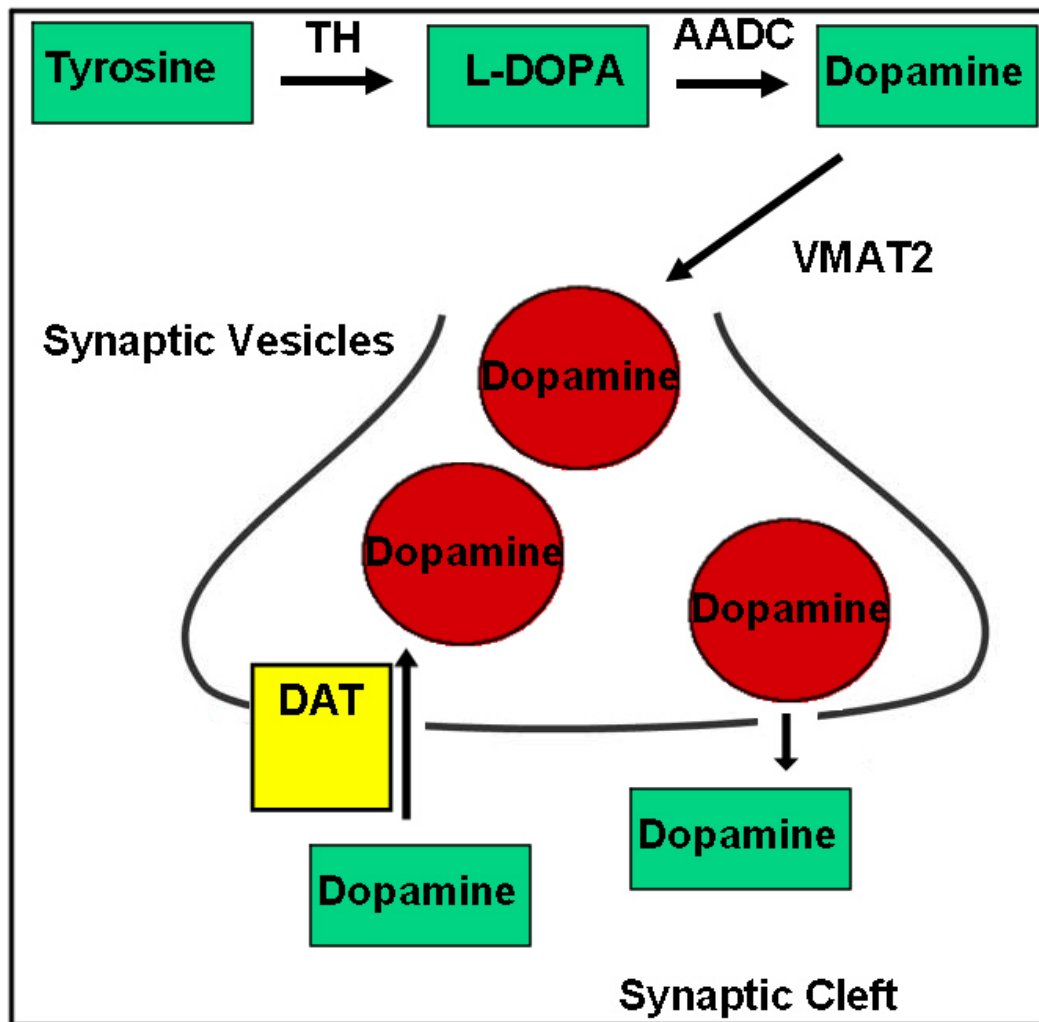 TH
AADC
Tyrosine
L-DOPA
Dopamine
VMAT2
Synaptic Vesicles
Dopamine
Dopamine
Dopamine
DAT
Dopamine
Dopamine
Synaptic Cleft